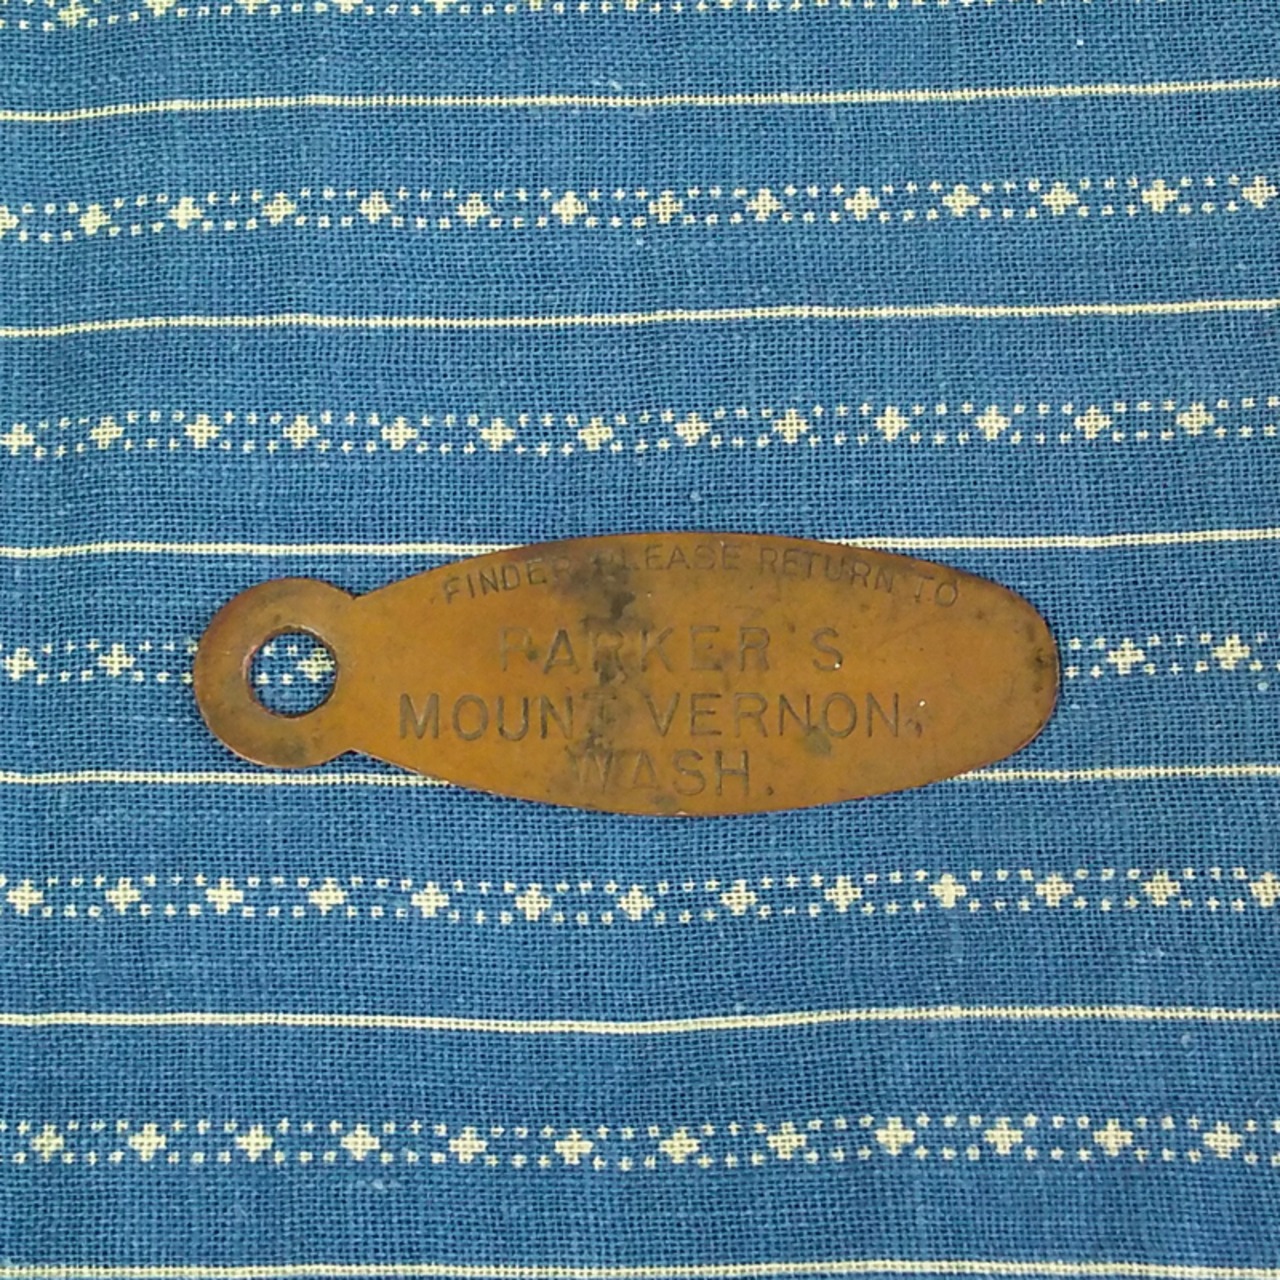 FINDER PLEASE RETURN TO
PARKER'S
MOUNT VERNON,
WASH.